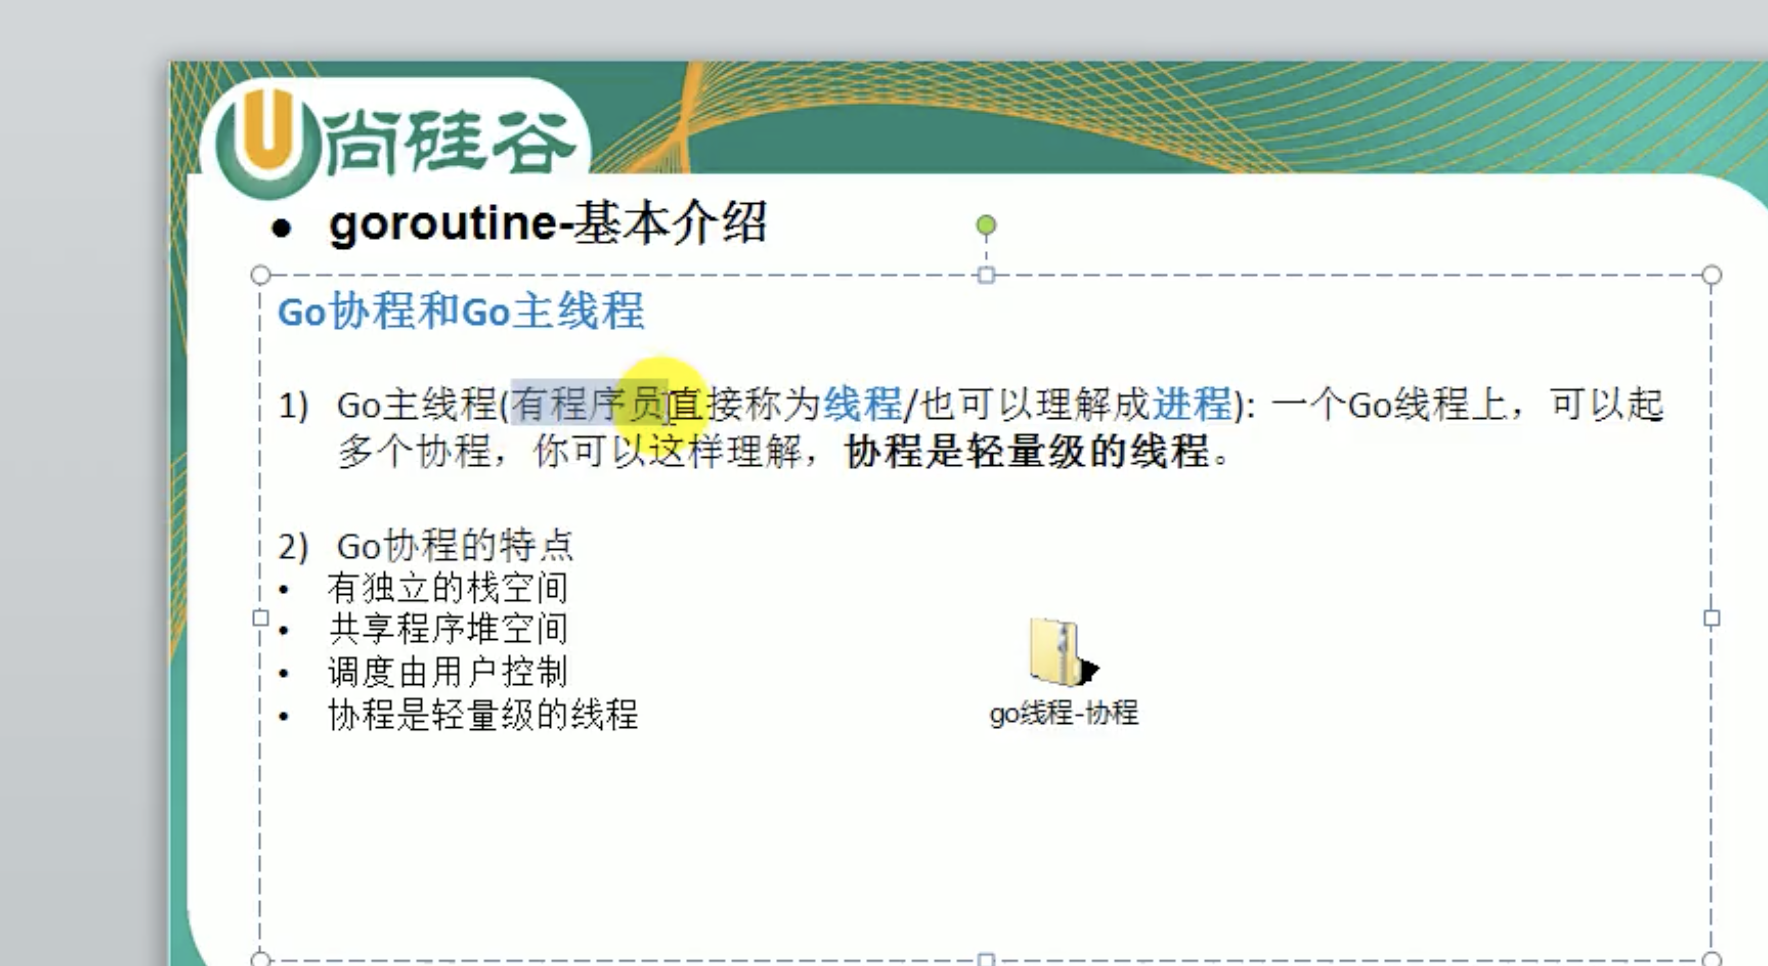 尚硅谷
• goroutine-基本介绍
Go协程和Go主线程
1) Go主线程(有程序员直接称为线程/也可以理解成进程): 一个Go线程上，可以起
多个协程，你可以这样理解，协程是轻量级的线程。
2) Go协程的特点
• 有独立的栈空间
• 共享程序堆空间
• 调度由用户控制
• 协程是轻量级的线程
go线程-协程